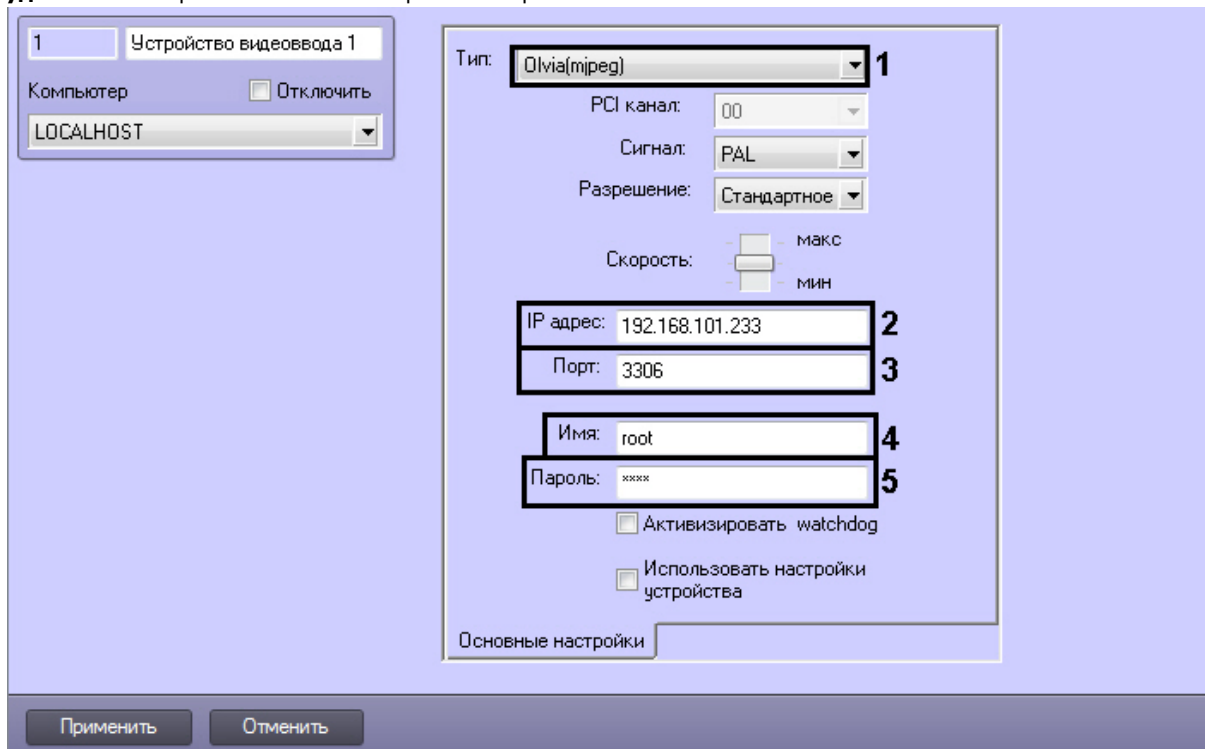 1 Устройство видеоввода 1
Компьютер Отключить
LOCALHOST
Тип: Olvia(mjpeg) 1
PCI канал: 00
Сигнал: PAL
Разрешение: Стандартное
макс
Скорость:
мин
IP адрес: 192.168.101.233 2
Порт: 3306 3
Имя: root 4
Пароль: **** 5
Активизировать watchdog
Использовать настройки
устройства
Основные настройки
Применить Отменить